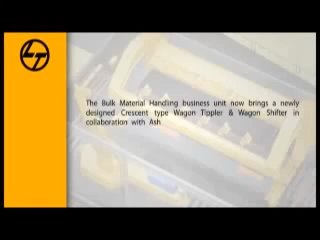 LT
The Bulk Material Handling business unit now brings a newly
designed Crescent type Wagon Tippler & Wagon Shifter in
collaboration with Ash